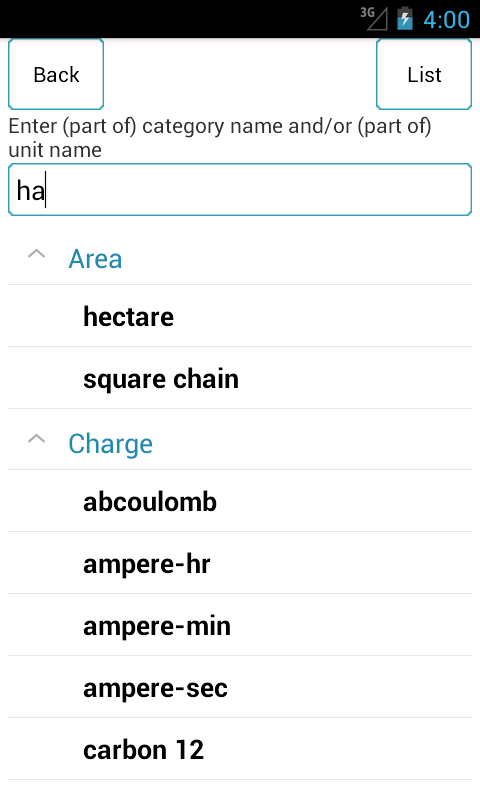 3G 4:00
Back List
Enter (part of) category name and/or (part of)
unit name
ha
Area
hectare
square chain
Charge
abcoulomb
ampere-hr
ampere-min
ampere-sec
carbon 12